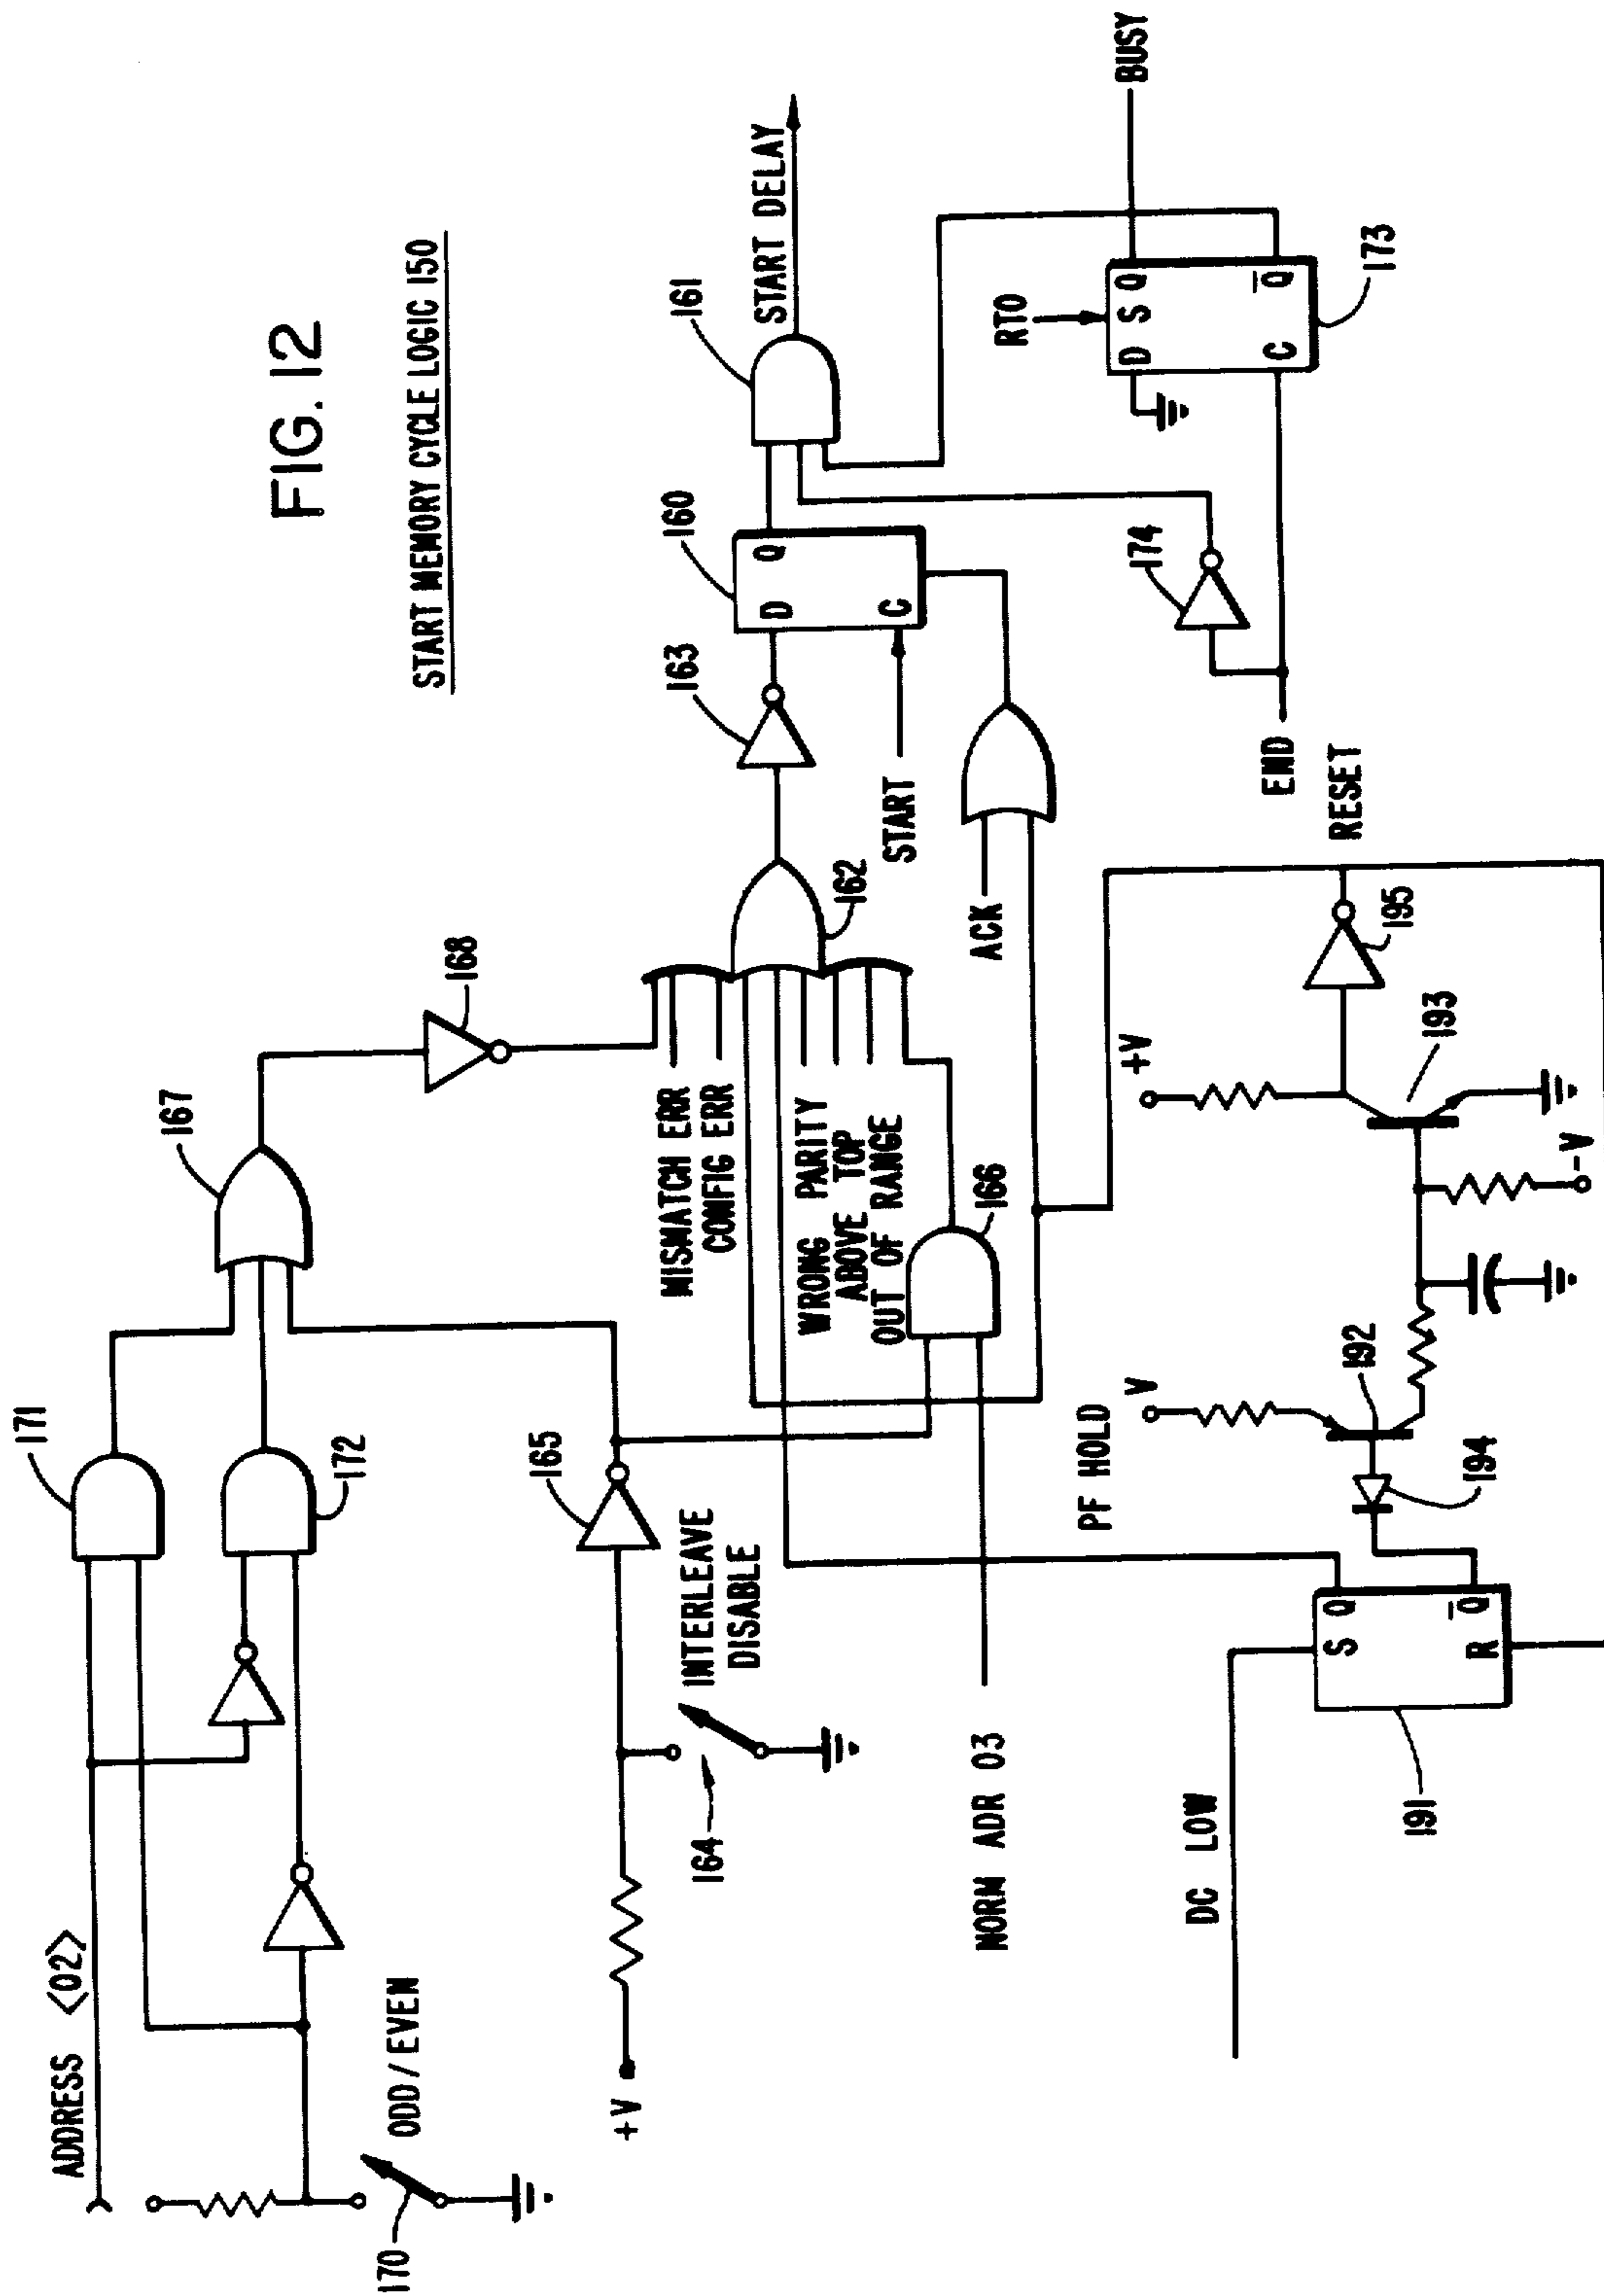 FIG. 12
START MEMORY CYCLE LOGIC 150
ADDRESS <02>
171
172
167
168
170
ODD/EVEN
+V
165
164
INTERLEAVE
DISABLE
MISMATCH ERR
CONFIG ERR
WRONG PARITY
ABOVE TOP
OUT OF RANGE
162
163
160
D Q
C
START
161
START DELAY
NORM ADR 03
166
ACK
174
END
RTO
D S Q
C Q
173
BUSY
DC LOW
S Q
R Q
191
PF HOLD
V
192
194
+V
193
-V
195
RESET